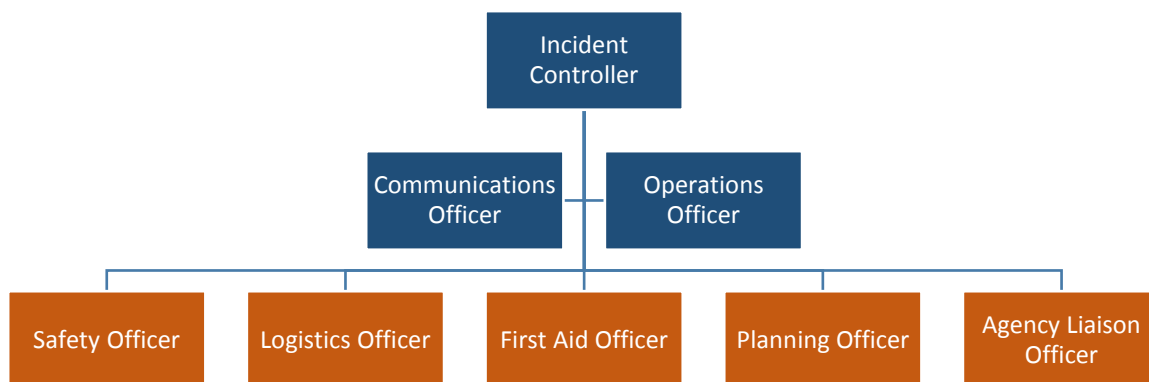 Incident
Controller
Communications
Officer
Operations
Officer
Safety Officer
Logistics Officer
First Aid Officer
Planning Officer
Agency Liaison
Officer